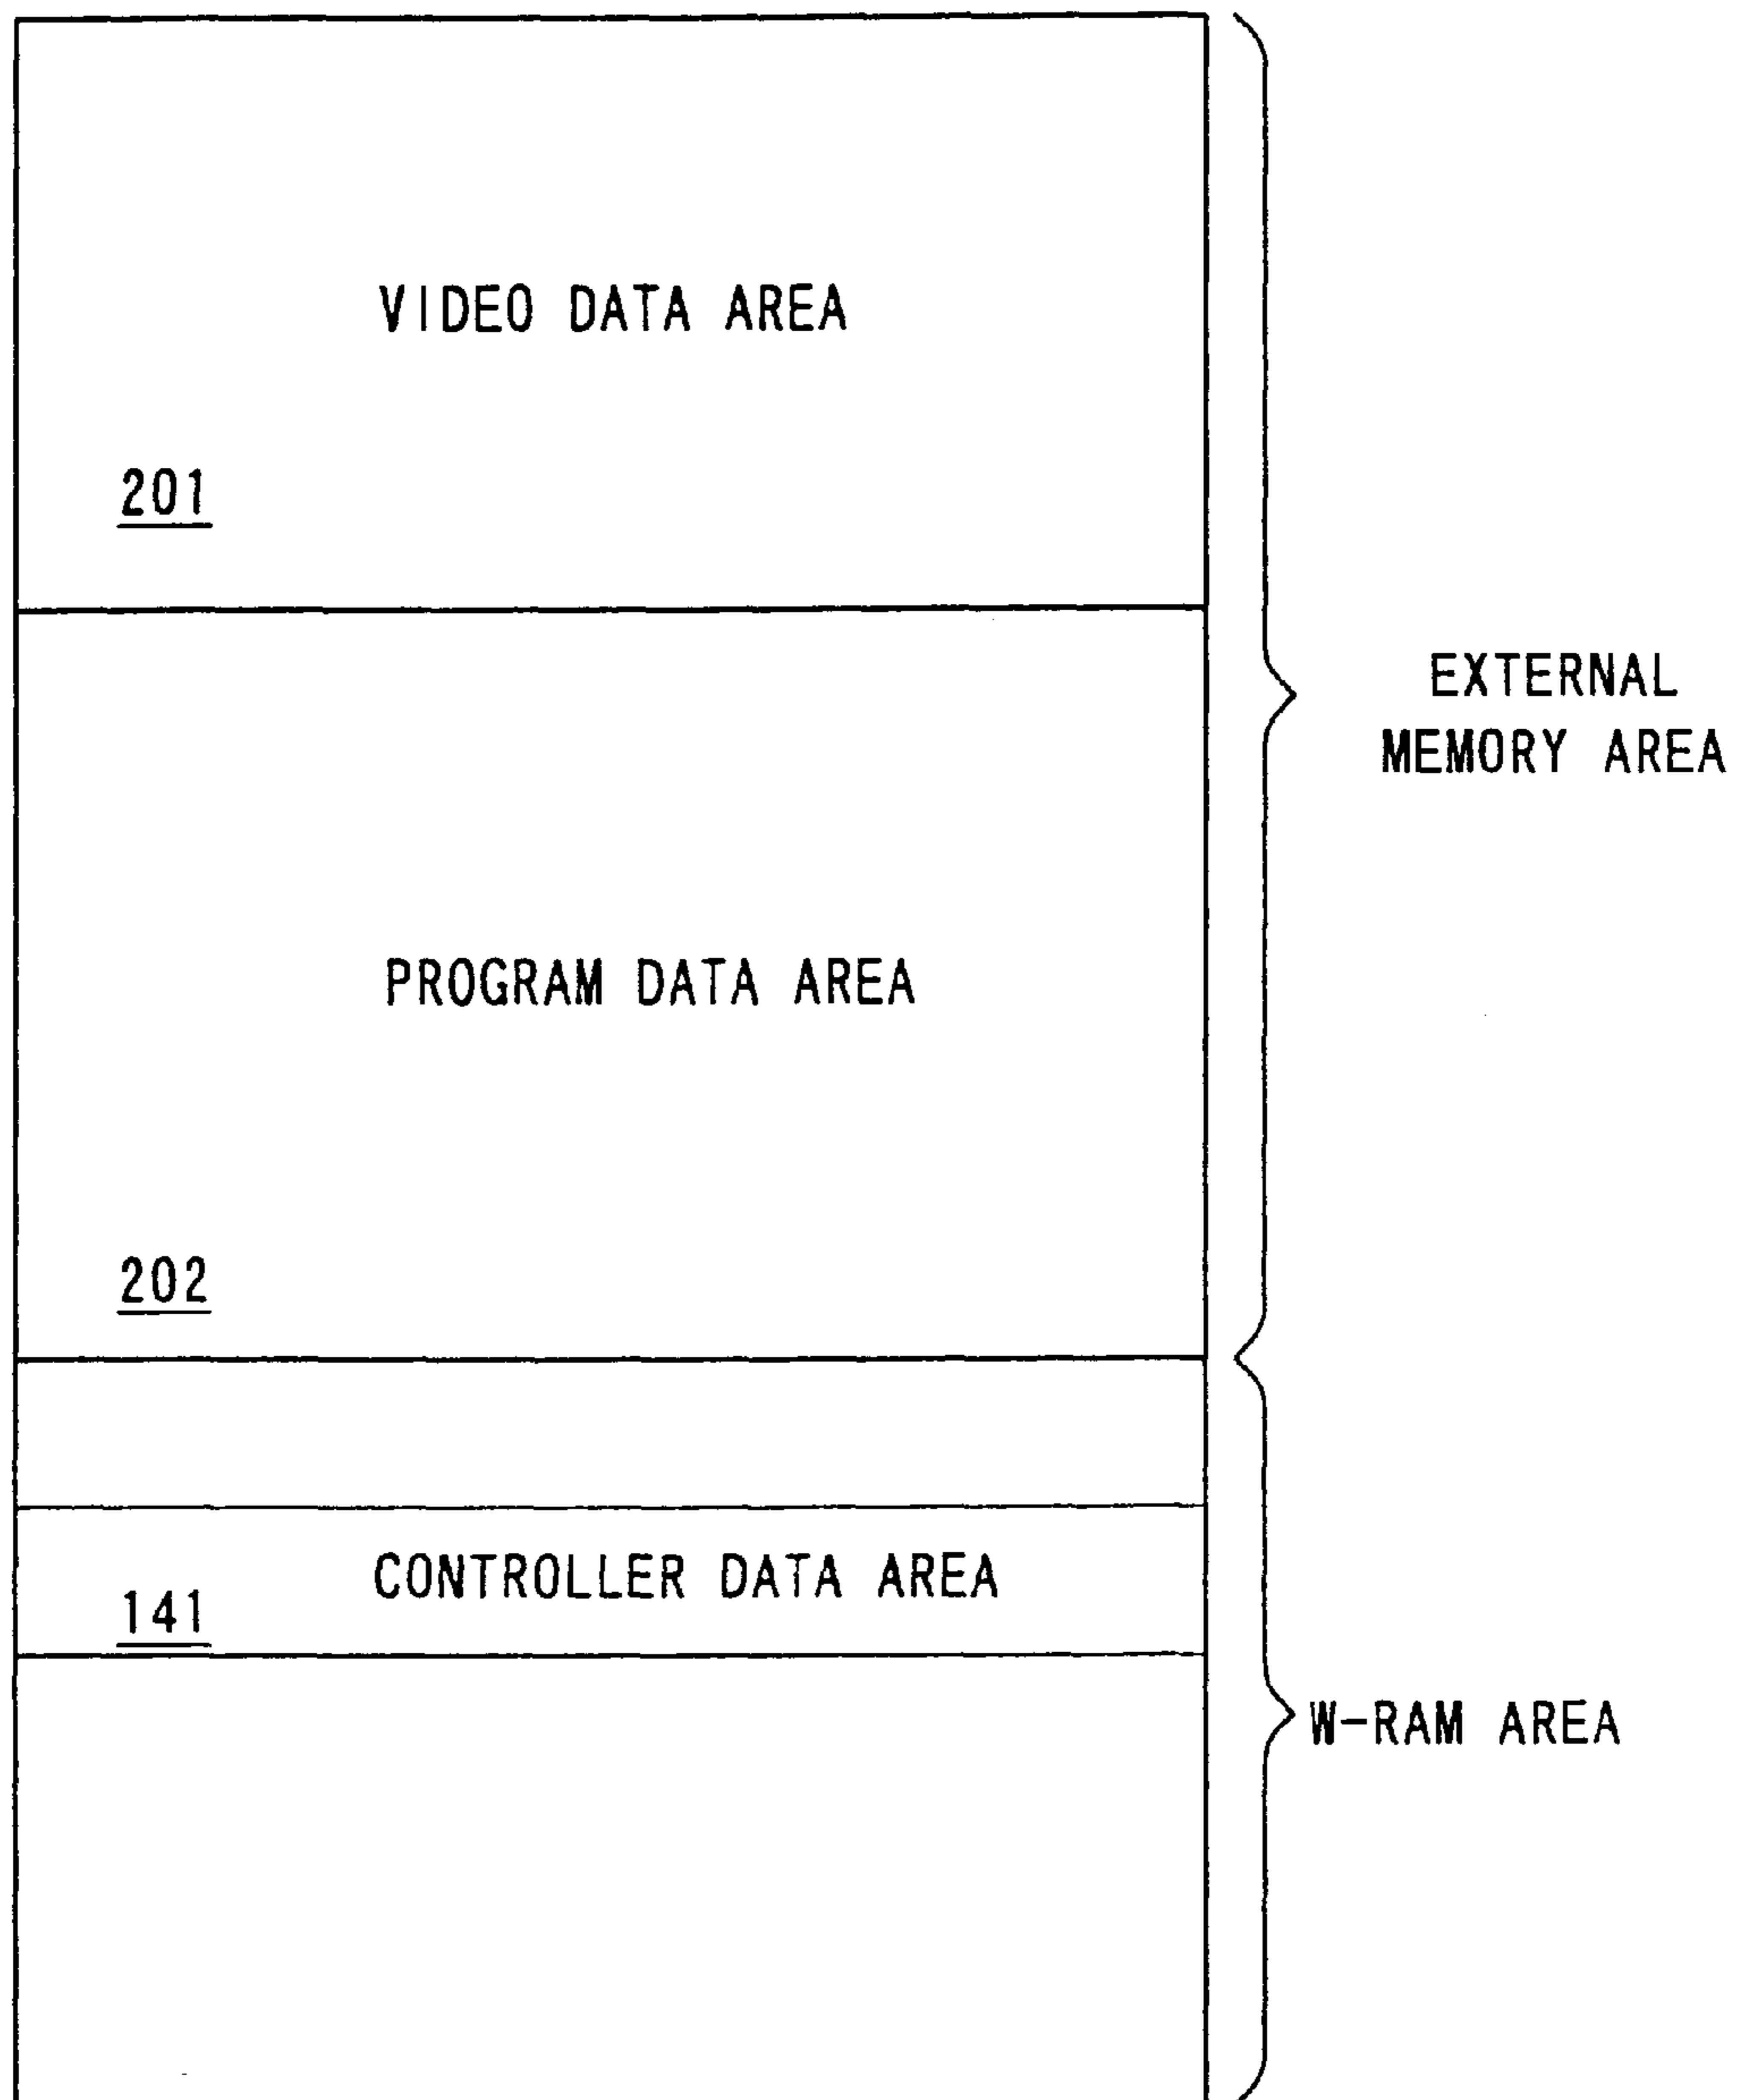 VIDEO DATA AREA
201
EXTERNAL
MEMORY AREA
PROGRAM DATA AREA
202
CONTROLLER DATA AREA
141
W-RAM AREA